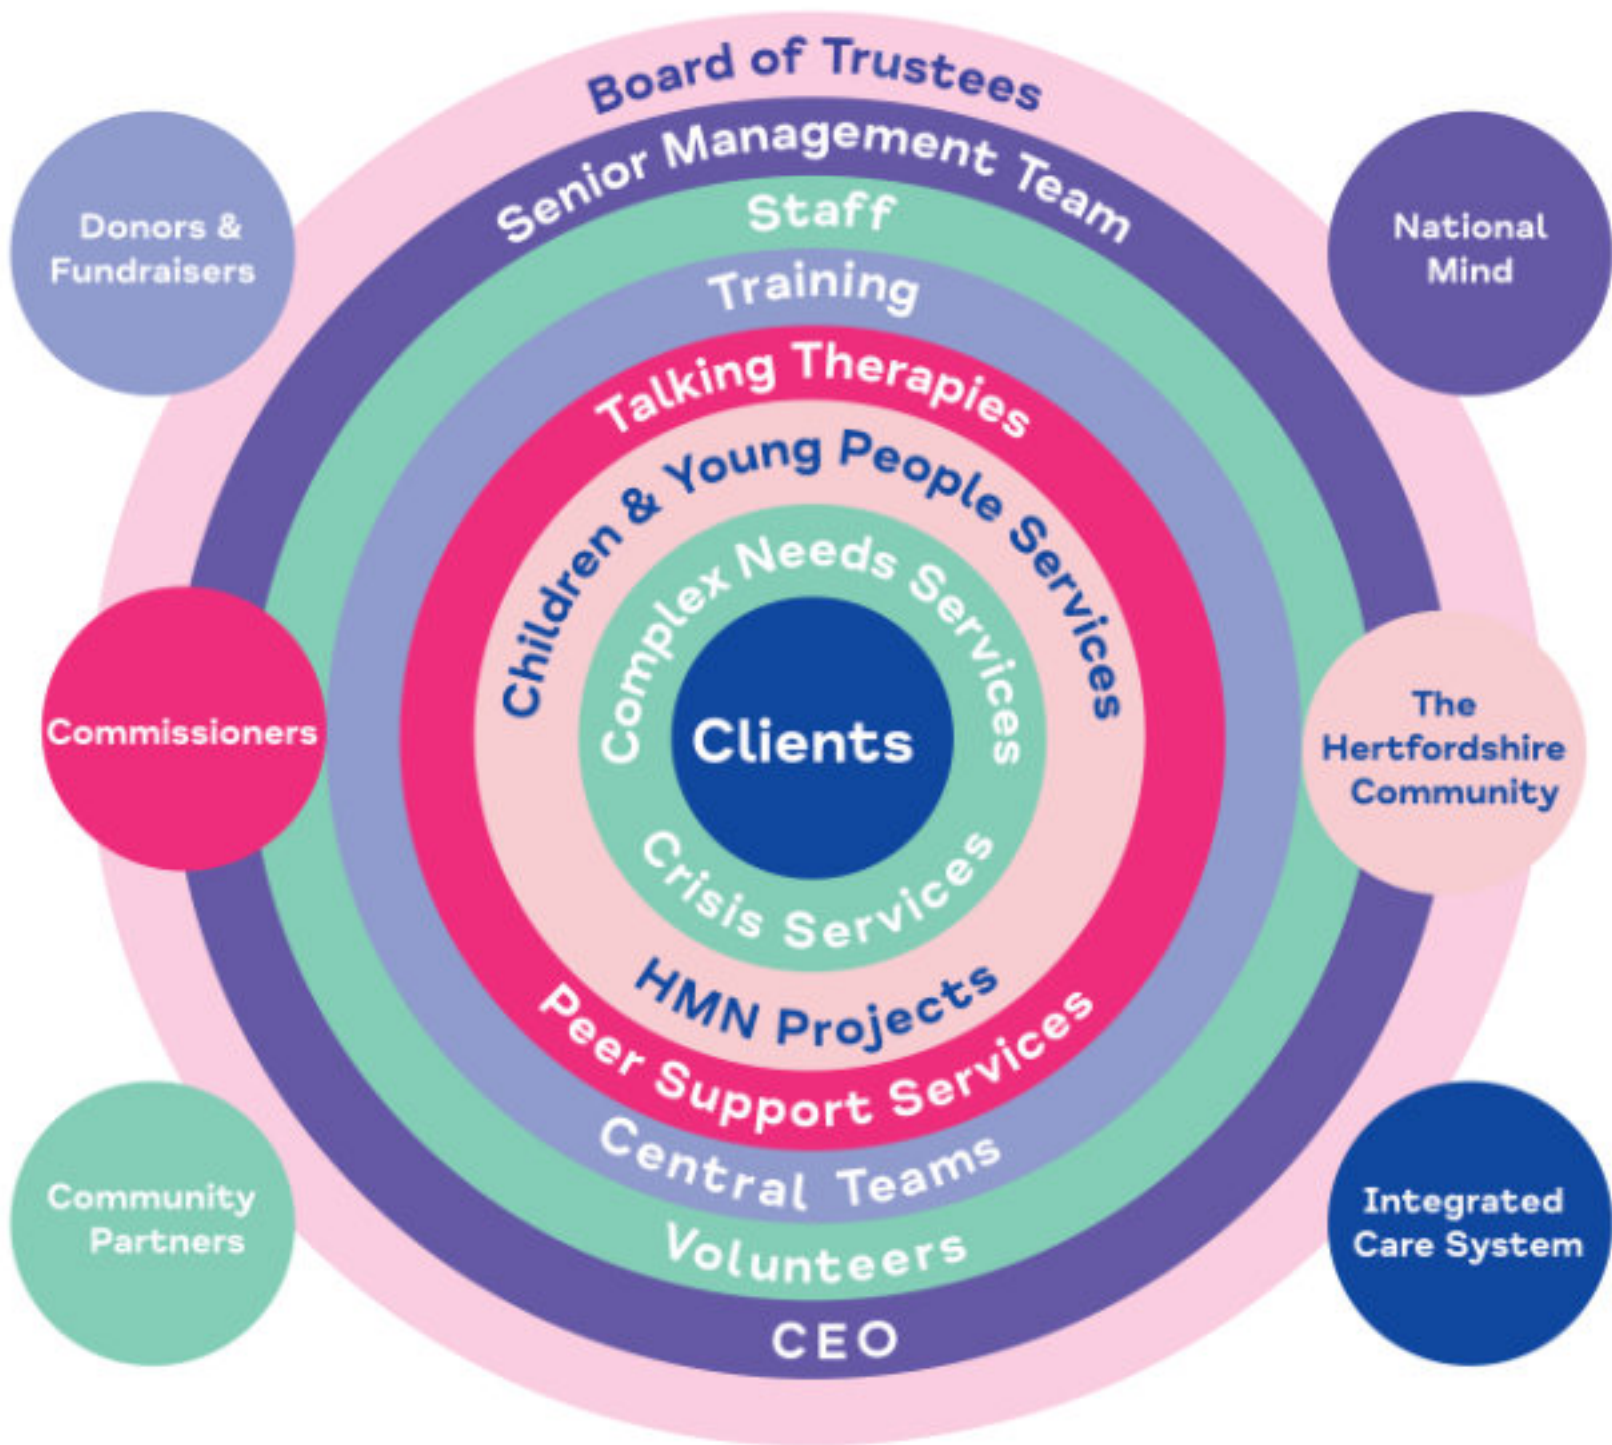 Board of Trustees
Senior Management Team
Staff
Training
Talking Therapies
Children & Young People Services
Complex Needs Services
Clients
Crisis Services
HMN Projects
Peer Support Services
Central Teams
Volunteers
CEO
Donors &
Fundraisers
National
Mind
Commissioners
The
Hertfordshire
Community
Community
Partners
Integrated
Care System